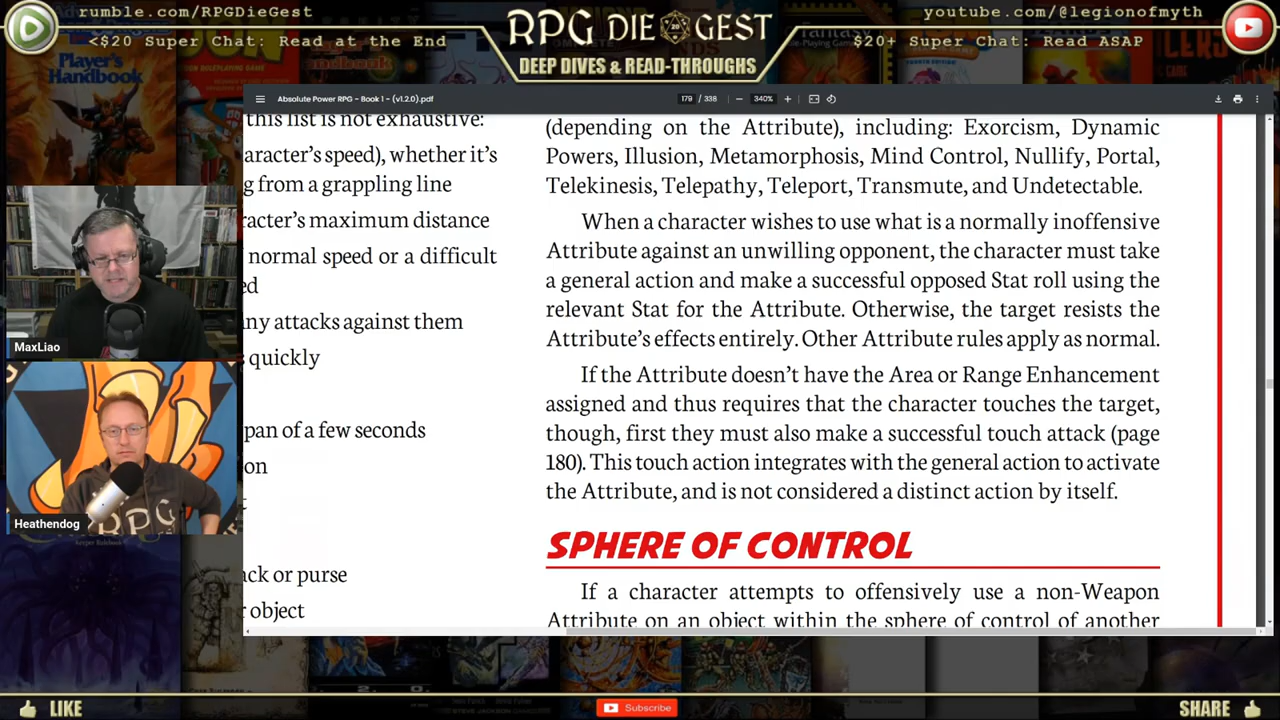 rumble.com/RPGDieGest
<$20 Super Chat: Read at the End
RPG DIE GEST
DEEP DIVES & READ-THROUGHS
youtube.com/@legionofmyth
$20+ Super Chat: Read ASAP
Player's
Handbook
Absolute Power RPG - Book 1 - (v1.2.0).pdf
179 / 338
340%
this list is not exhaustive:
aracter's speed), whether it's
g from a grappling line
racter's maximum distance
normal speed or a difficult
ed
ny attacks against them
s quickly
pan of a few seconds
on
ack or purse
r object
(depending on the Attribute), including: Exorcism, Dynamic
Powers, Illusion, Metamorphosis, Mind Control, Nullify, Portal,
Telekinesis, Telepathy, Teleport, Transmute, and Undetectable.
When a character wishes to use what is a normally inoffensive
Attribute against an unwilling opponent, the character must take
a general action and make a successful opposed Stat roll using the
relevant Stat for the Attribute. Otherwise, the target resists the
Attribute's effects entirely. Other Attribute rules apply as normal.
If the Attribute doesn't have the Area or Range Enhancement
assigned and thus requires that the character touches the target,
though, first they must also make a successful touch attack (page
180). This touch action integrates with the general action to activate
the Attribute, and is not considered a distinct action by itself.
SPHERE OF CONTROL
If a character attempts to offensively use a non-Weapon
Attribute on an object within the sphere of control of another
MaxLiao
Heathendog
RPG
LIKE
Subscribe
SHARE